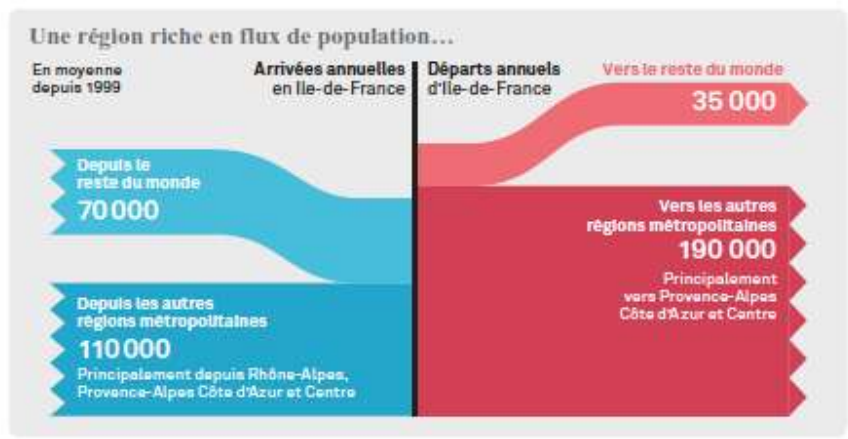 Une région riche en flux de population…
En moyenne
depuis 1999
Arrivées annuelles
en Ile-de-France
Départs annuels
d'Ile-de-France
Vers le reste du monde
35 000
Depuis le
reste du monde
70 000
Vers les autres
régions métropolitaines
190 000
Principalement
vers Provence-Alpes
Côte d'Azur et Centre
Depuis les autres
régions métropolitaines
110 000
Principalement depuis Rhône-Alpes,
Provence-Alpes Côte d'Azur et Centre